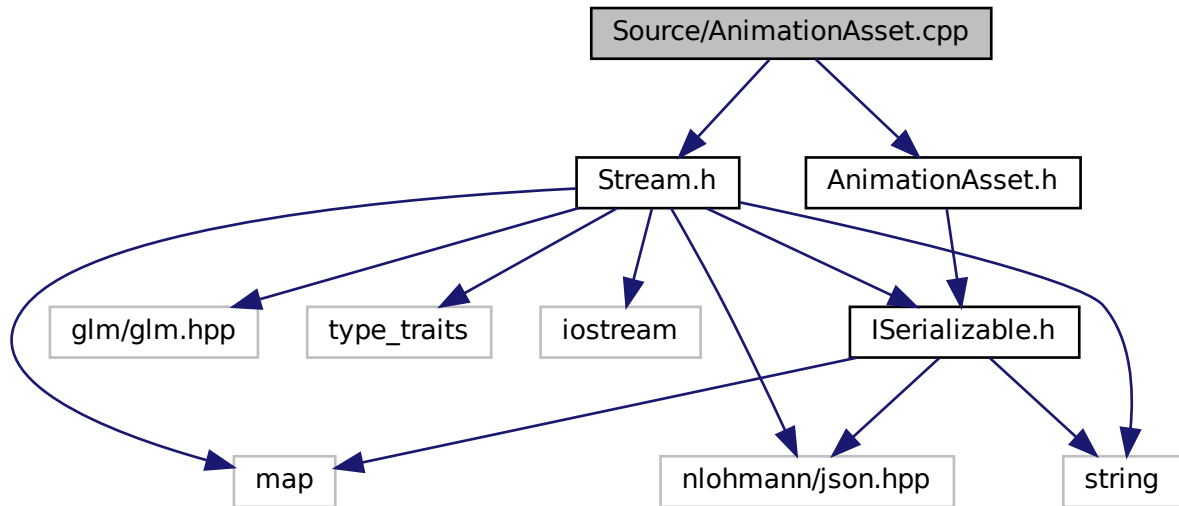 Source/AnimationAsset.cpp
Stream.h
AnimationAsset.h
glm/glm.hpp
type_traits
iostream
ISerializable.h
map
nlohmann/json.hpp
string